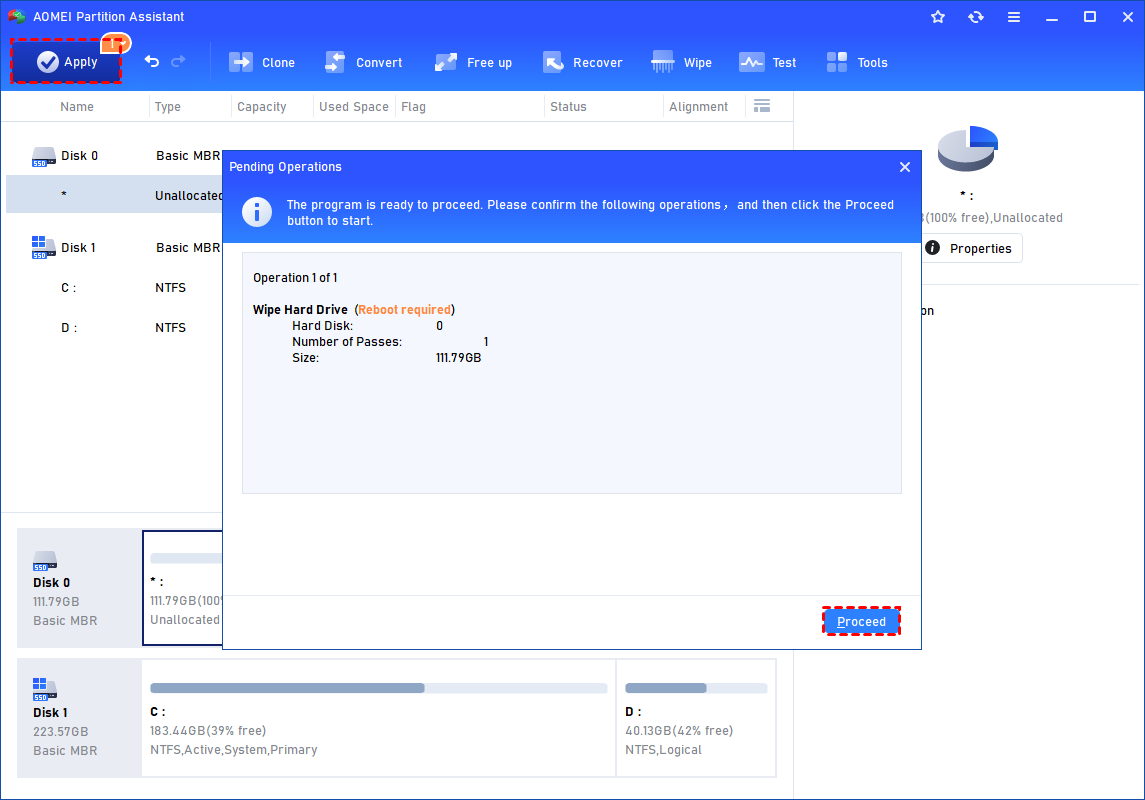 AOMEI Partition Assistant
Apply
Clone
Convert
Free up
Recover
Wipe
Test
Tools
Name Type Capacity Used Space Flag Status Alignment
SSD
Disk 0 Basic MBR
* Unallocated
SSD
Disk 1 Basic MBR
C : NTFS
D : NTFS
Pending Operations
The program is ready to proceed. Please confirm the following operations，and then click the Proceed
button to start.
Operation 1 of 1
Wipe Hard Drive (Reboot required)
Hard Disk: 0
Number of Passes: 1
Size: 111.79GB
Proceed
* :
(100% free),Unallocated
Properties
on
SSD
Disk 0
111.79GB
Basic MBR
* :
111.79GB(100%
Unallocated
SSD
Disk 1
223.57GB
Basic MBR
C :
183.44GB(39% free)
NTFS,Active,System,Primary
D :
40.13GB(42% free)
NTFS,Logical